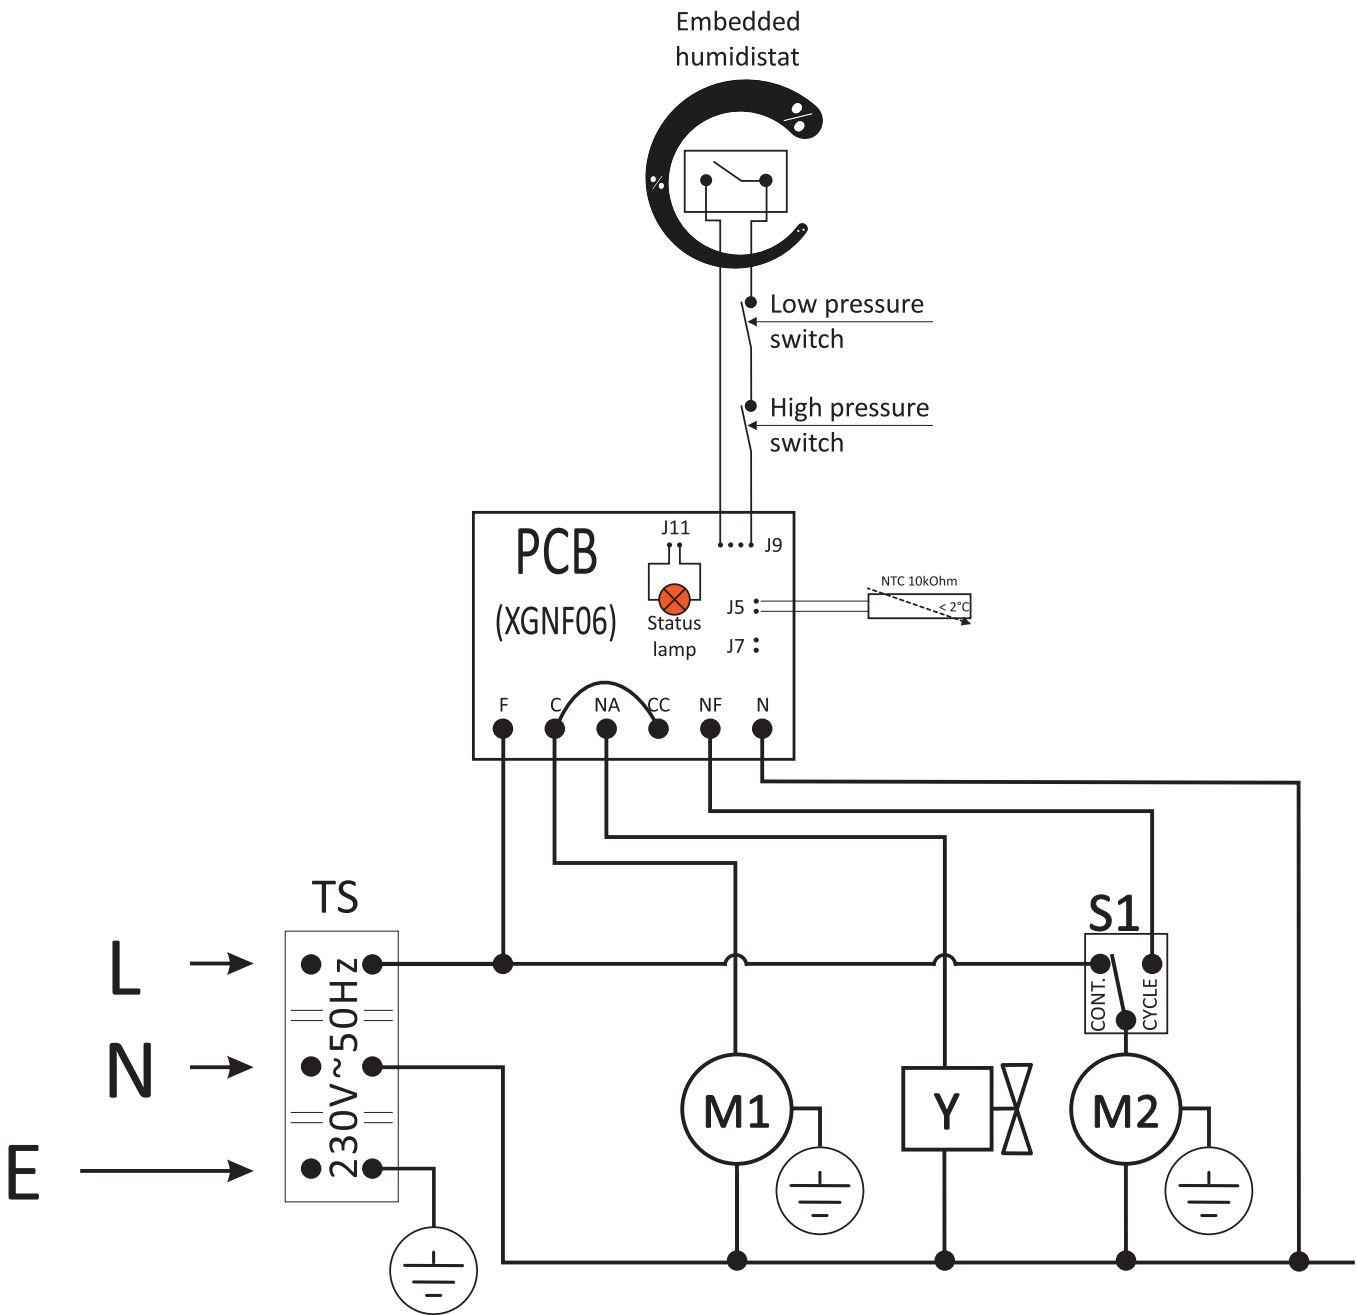 Embedded
humidistat
%
%
%
Low pressure
switch
High pressure
switch
PCB
(XGNF06)
J11
J9
Status
lamp
J5
J7
NTC 10kOhm
< 2°C
F C NA CC NF N
TS
S1
L
N
E
230V~50Hz
CONT.
CYCLE
M1
Y
M2